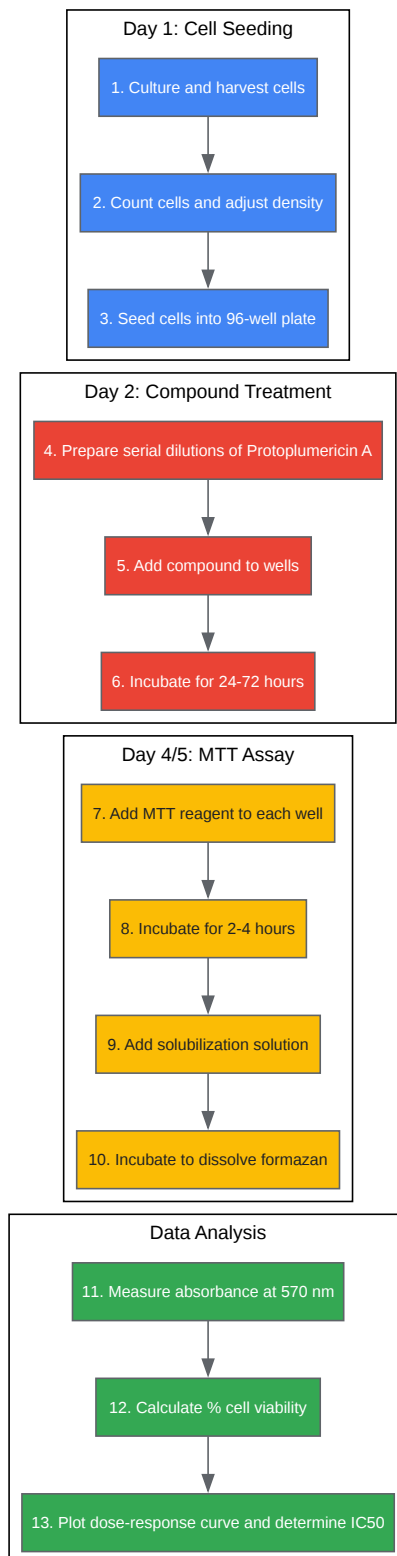 Day 1: Cell Seeding
1. Culture and harvest cells
2. Count cells and adjust density
3. Seed cells into 96-well plate
Day 2: Compound Treatment
4. Prepare serial dilutions of Protoplumericin A
5. Add compound to wells
6. Incubate for 24-72 hours
Day 4/5: MTT Assay
7. Add MTT reagent to each well
8. Incubate for 2-4 hours
9. Add solubilization solution
10. Incubate to dissolve formazan
Data Analysis
11. Measure absorbance at 570 nm
12. Calculate % cell viability
13. Plot dose-response curve and determine IC50